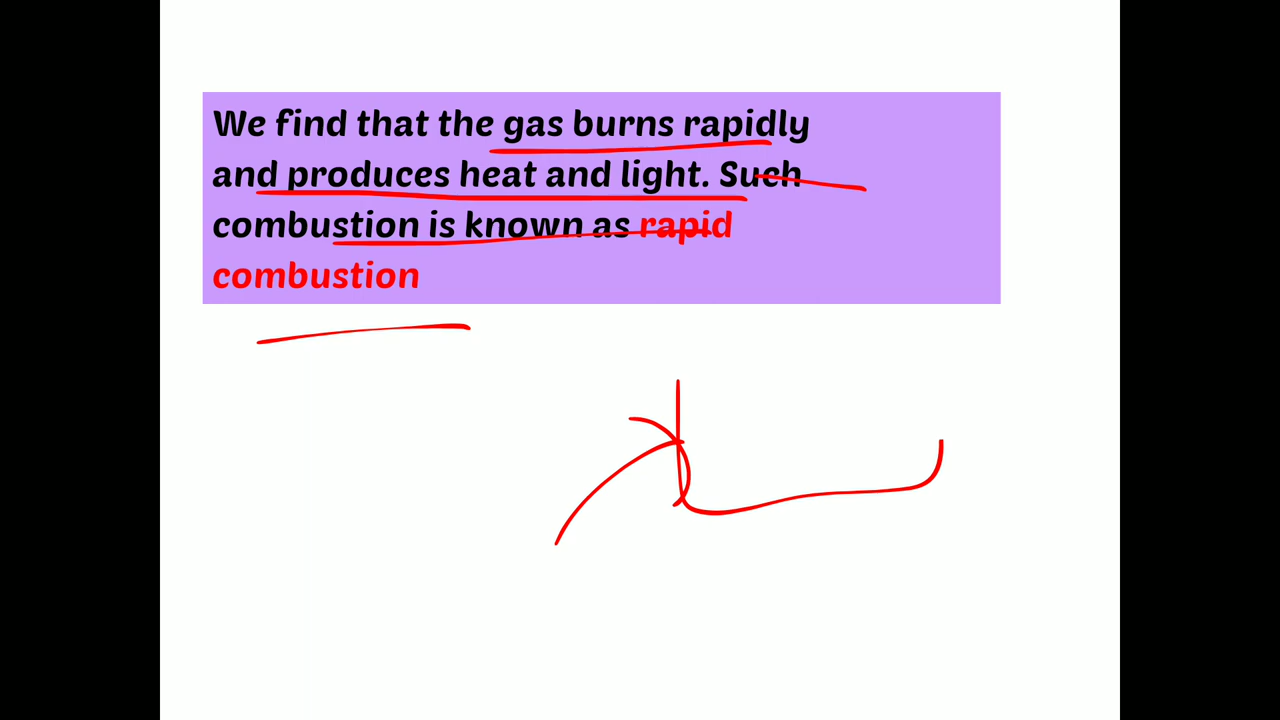 We find that the gas burns rapidly
and produces heat and light. Such
combustion is known as rapid
combustion